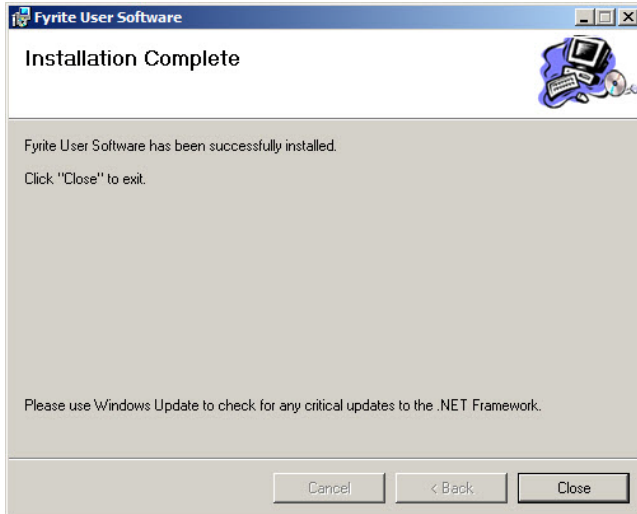 Fyrite User Software
Installation Complete
Fyrite User Software has been successfully installed.
Click "Close" to exit.
Please use Windows Update to check for any critical updates to the .NET Framework.
Cancel
< Back
Close